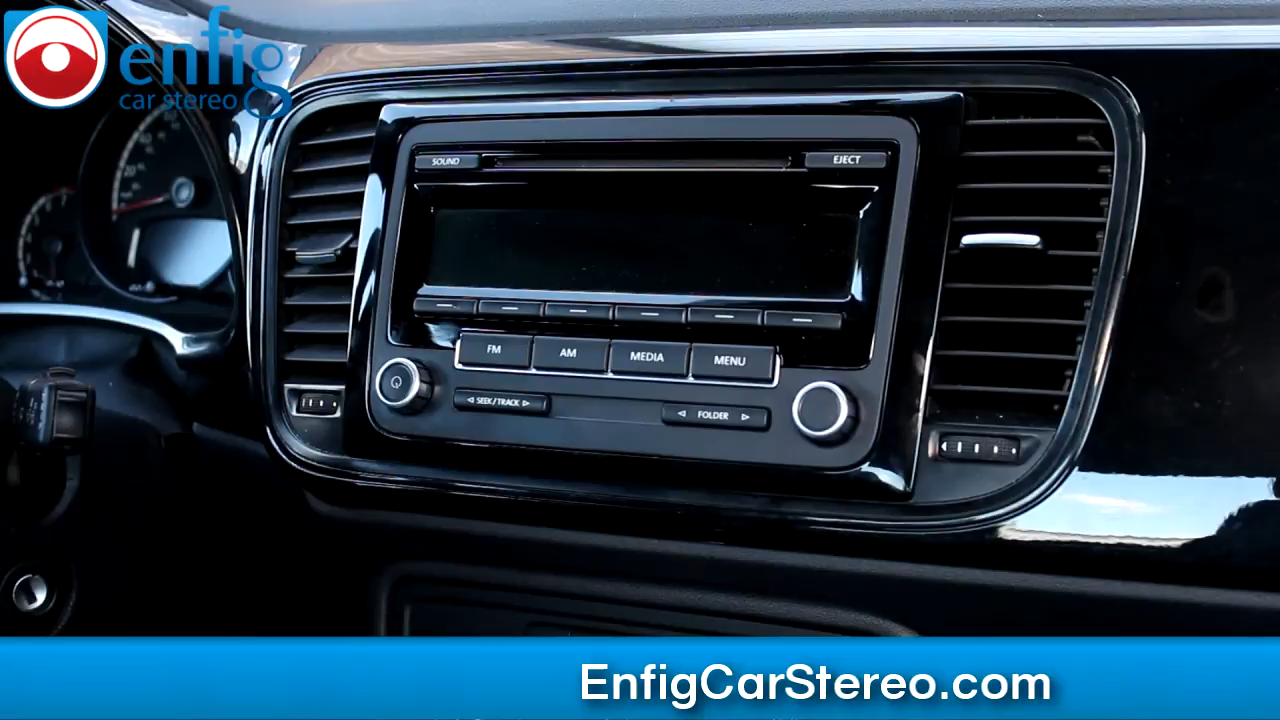 enfig
car stereo
SOUND
EJECT
FM AM MEDIA MENU
SEEK/TRACK
FOLDER
EnfigCarStereo.com